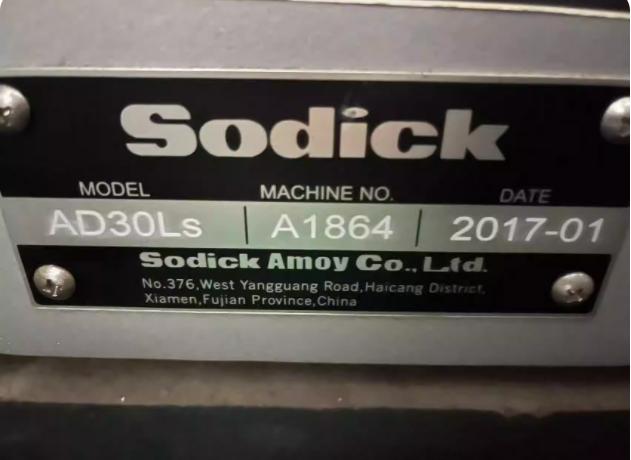 Sodick
MODEL MACHINE NO. DATE
AD30Ls A1864 2017-01
Sodick Amoy Co., Ltd.
No.376,West Yangguang Road,Haicang District,
Xiamen,Fujian Province,China